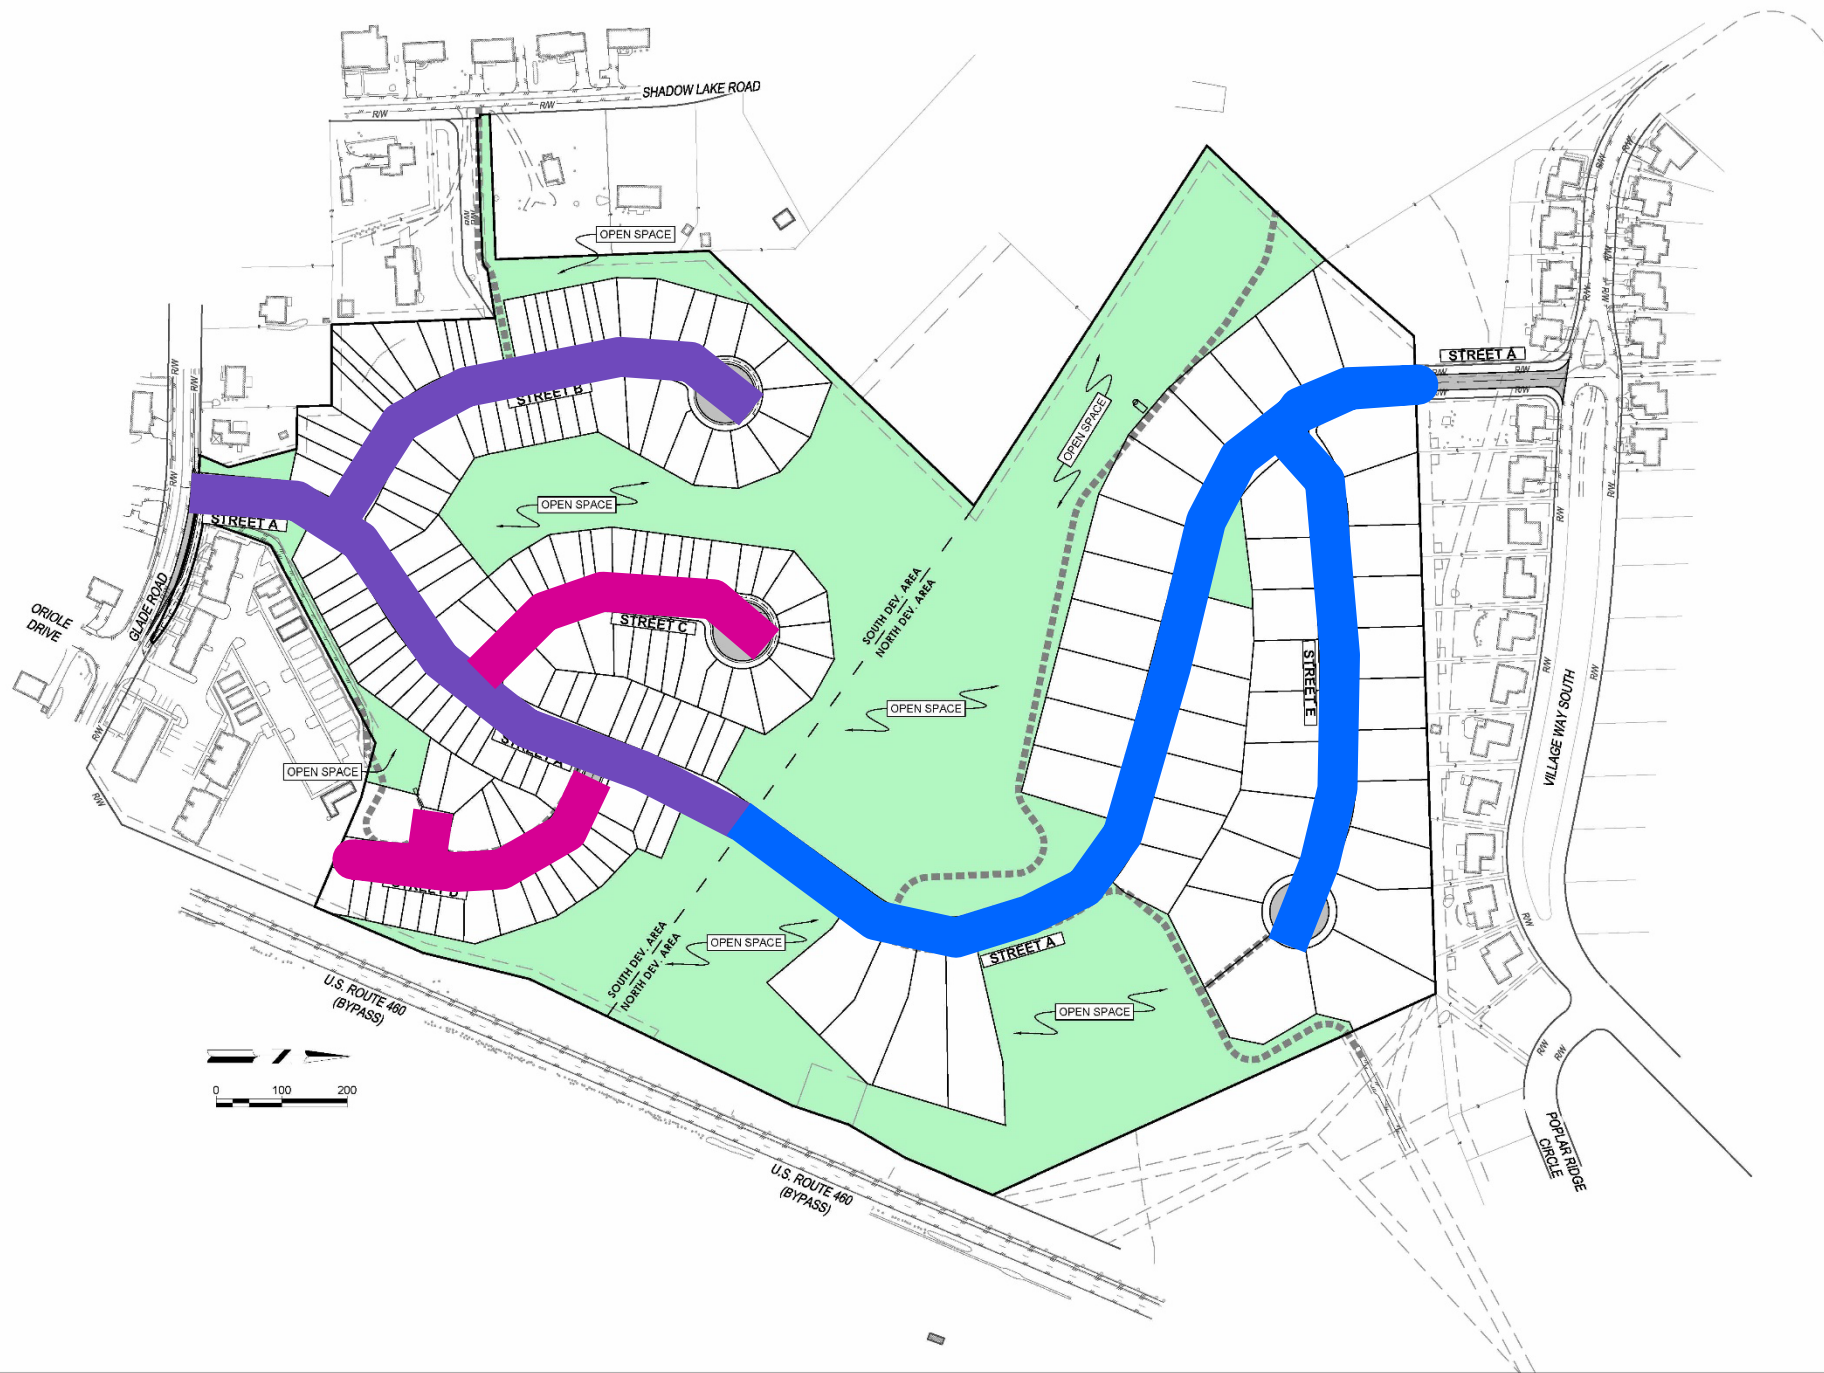 SHADOW LAKE ROAD
R/W
R/W
R/W
R/W
OPEN SPACE
R/W
R/W
R/W
R/W
STREET A
R/W
R/W
R/W
R/W
R/W
R/W
R/W
R/W
STREET B
OPEN SPACE
OPEN SPACE
R/W
R/W
R/W
STREET A
SOUTH DEV. AREA
NORTH DEV. AREA
ORIOLE
DRIVE
GLADE ROAD
STREET C
STREET E
R/W
R/W
VILLAGE WAY SOUTH
OPEN SPACE
R/W
R/W
OPEN SPACE
STREET A
STREET D
OPEN SPACE
STREET A
SOUTH DEV. AREA
NORTH DEV. AREA
R/W
U.S. ROUTE 460
(BYPASS)
OPEN SPACE
R/W
R/W
0 100 200
POPLAR RIDGE
CIRCLE
U.S. ROUTE 460
(BYPASS)